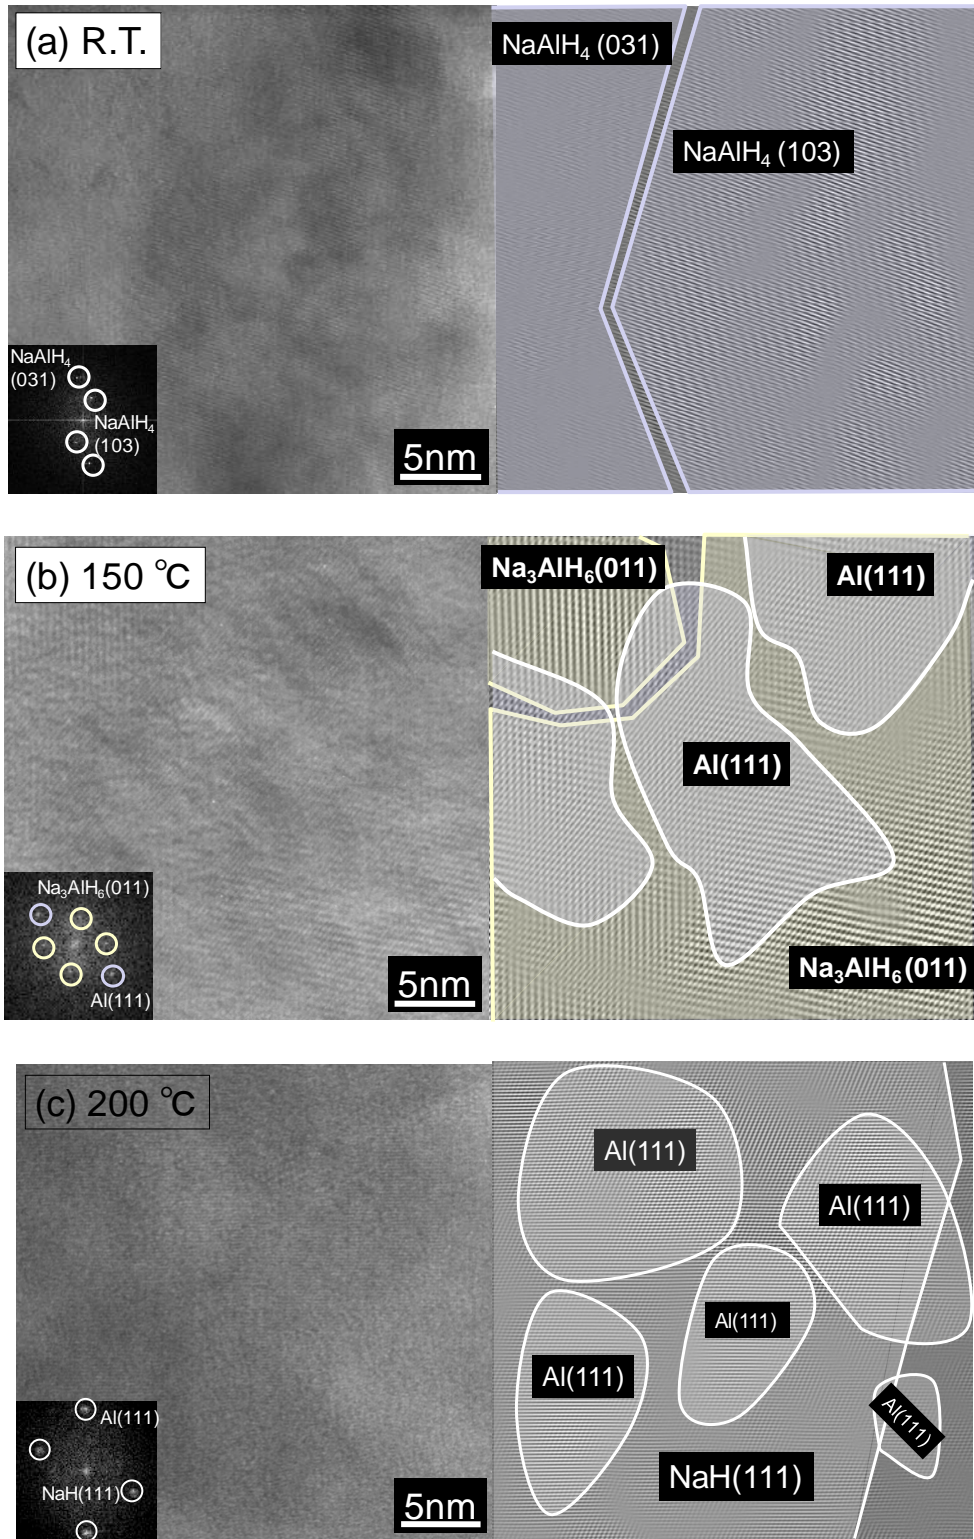 (a) R.T.
NaAlH₄ (031)
NaAlH₄ (103)
NaAlH₄
(031)
NaAlH₄
(103)
5nm
(b) 150 ℃
Na₃AlH₆(011)
Al(111)
Al(111)
Na₃AlH₆(011)
Na₃AlH₆(011)
Al(111)
5nm
(c) 200 ℃
Al(111)
Al(111)
Al(111)
Al(111)
Al(111)
NaH(111)
Al(111)
NaH(111)
5nm